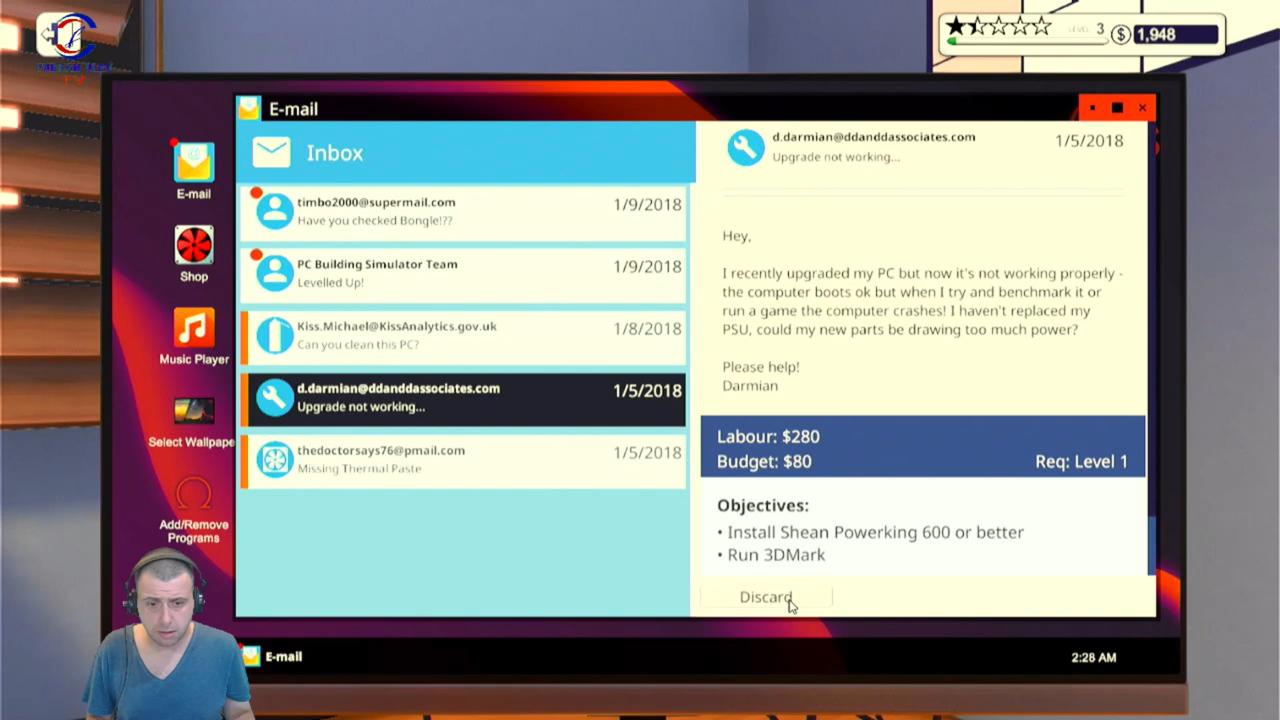 LEVEL 3
$ 1,948
E-mail
E-mail
Shop
Music Player
Select Wallpape
Add/Remove
Programs
Inbox
timbo2000@supermail.com
1/9/2018
Have you checked Bongle!??
PC Building Simulator Team
1/9/2018
Levelled Up!
Kiss.Michael@KissAnalytics.gov.uk
1/8/2018
Can you clean this PC?
d.darmian@ddanddassociates.com
1/5/2018
Upgrade not working...
thedoctorsays76@pmail.com
1/5/2018
Missing Thermal Paste
d.darmian@ddanddassociates.com
1/5/2018
Upgrade not working...
Hey,
I recently upgraded my PC but now it's not working properly -
the computer boots ok but when I try and benchmark it or
run a game the computer crashes! I haven't replaced my
PSU, could my new parts be drawing too much power?
Please help!
Darmian
Labour: $280
Budget: $80
Req: Level 1
Objectives:
• Install Shean Powerking 600 or better
• Run 3DMark
Discard
E-mail
2:28 AM